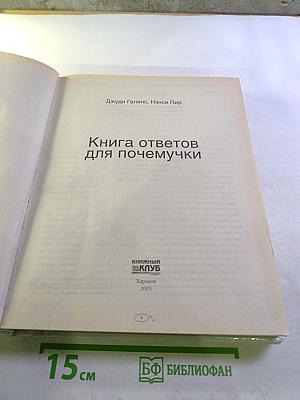 Джуди Галенс, Нэнси Пир
Книга ответов
для почемучки
КНИЖНЫЙ
КЛУБ
Харьков
2005
15 см
БФ БИБЛИОФАН